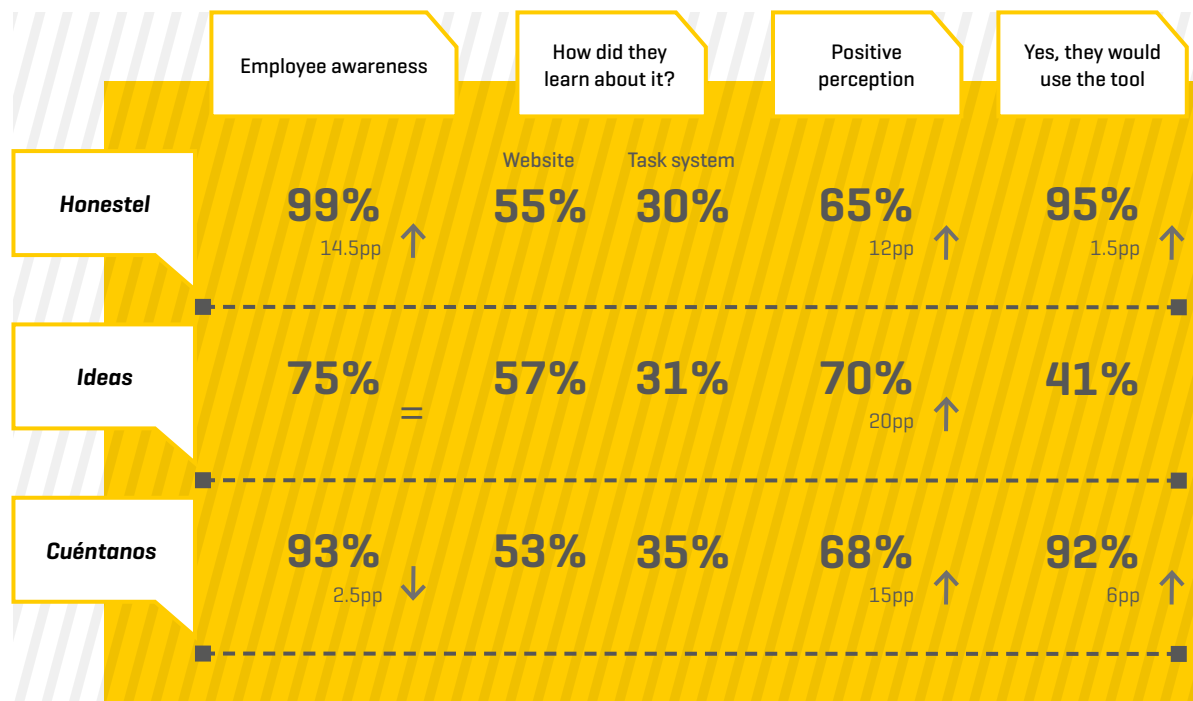 Employee awareness
How did they
learn about it?
Positive
perception
Yes, they would
use the tool
Website
Task system
Honestel
99%
55%
30%
65%
95%
14.5pp ↑
12pp ↑
1.5pp ↑
Ideas
75%
57%
31%
70%
41%
=
20pp ↑
Cuéntanos
93%
53%
35%
68%
92%
2.5pp ↓
15pp ↑
6pp ↑